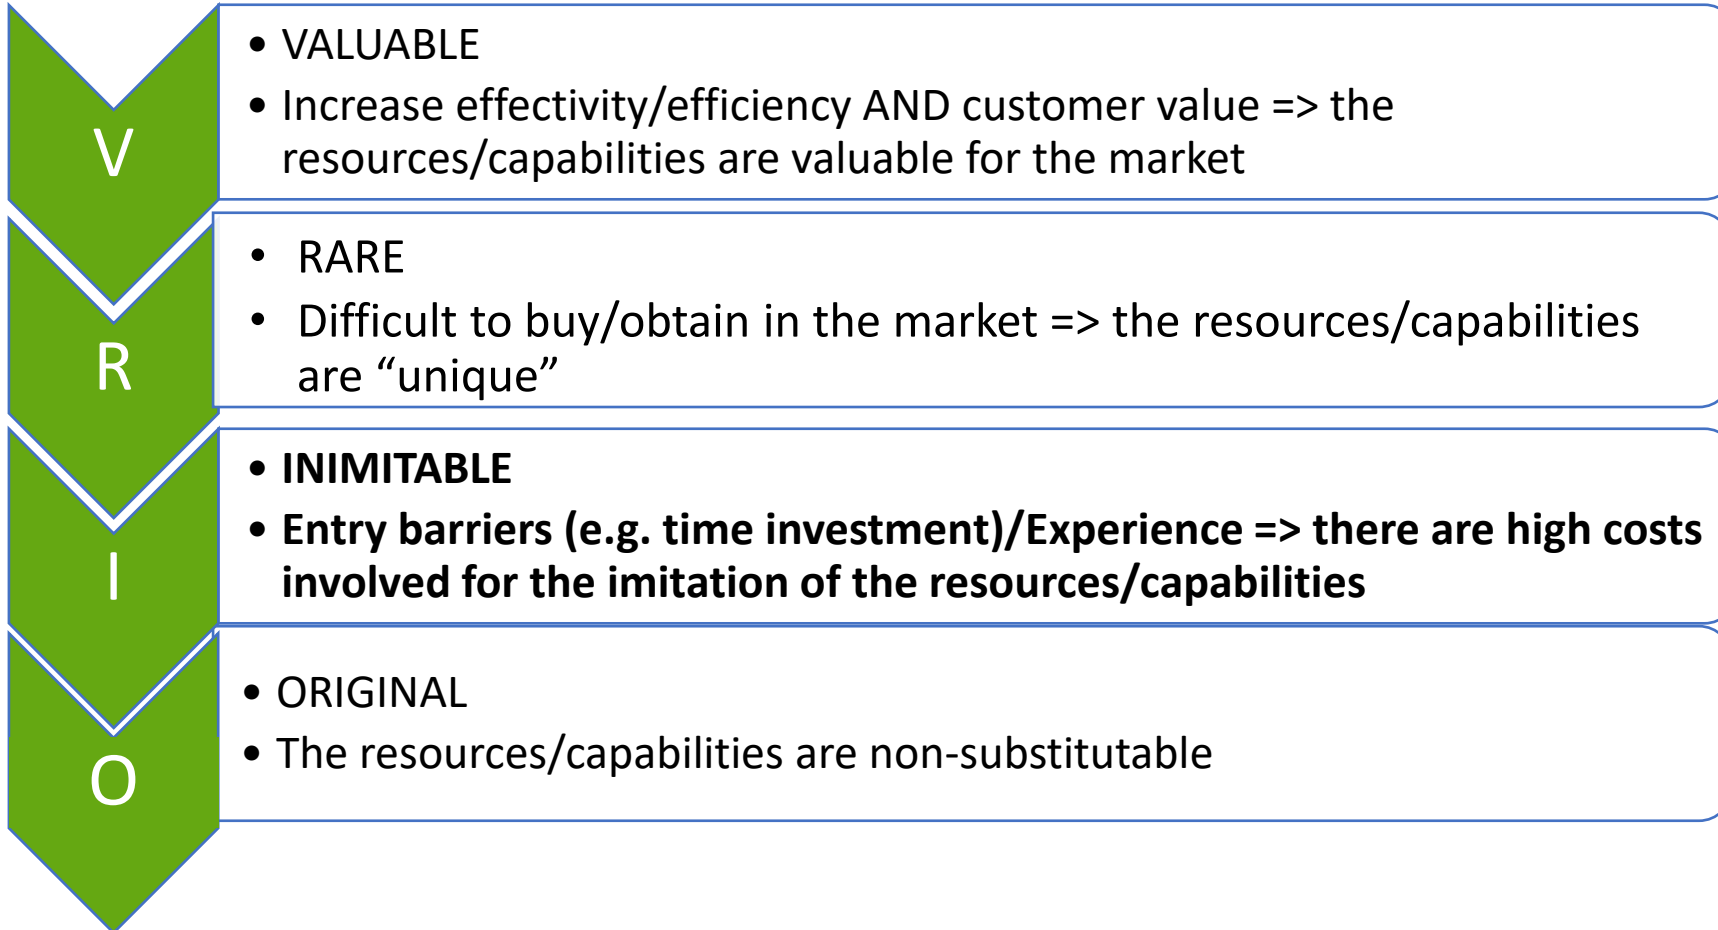 V
• VALUABLE
• Increase effectivity/efficiency AND customer value => the
resources/capabilities are valuable for the market
R
• RARE
• Difficult to buy/obtain in the market => the resources/capabilities
are “unique”
I
• INIMITABLE
• Entry barriers (e.g. time investment)/Experience => there are high costs
involved for the imitation of the resources/capabilities
O
• ORIGINAL
• The resources/capabilities are non-substitutable